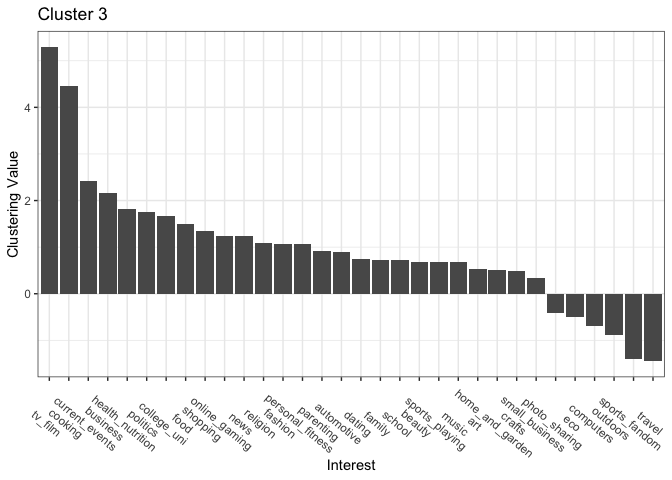 Cluster 3
Clustering Value
4
2
0
tv_film
cooking
current_events
business
health_nutrition
politics
college_uni
food
shopping
online_gaming
news
religion
fashion
personal_fitness
parenting
automotive
dating
family
school
beauty
sports_playing
music
art
home_and_garden
crafts
small_business
photo_sharing
eco
computers
outdoors
sports_fandom
travel
Interest